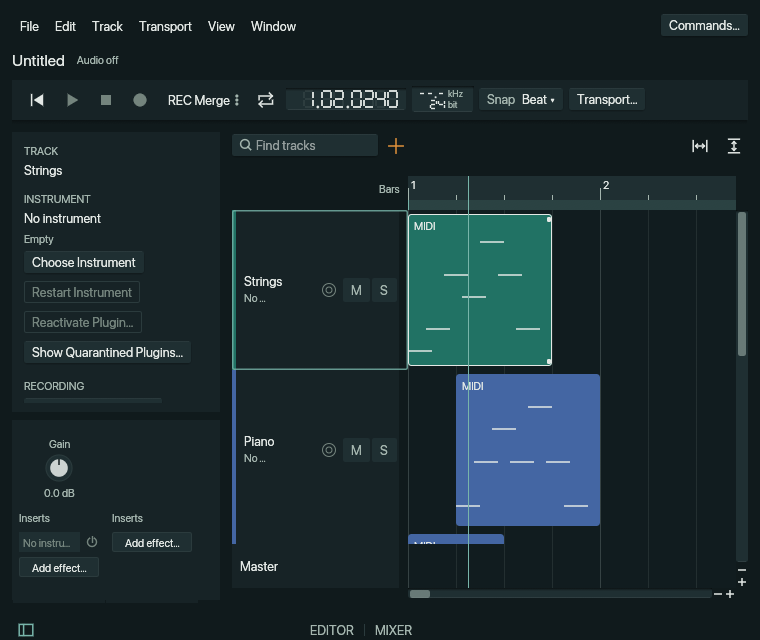 File Edit Track Transport View Window
Commands...
Untitled Audio off
REC Merge 1.02.0240 kHz
bit
Snap Beat Transport...
TRACK
Strings
INSTRUMENT
No instrument
Empty
Choose Instrument
Restart Instrument
Reactivate Plugin...
Show Quarantined Plugins...
RECORDING
Find tracks
Bars 1 2
Strings
No ...
M S
MIDI
Piano
No ...
M S
MIDI
MIDI
Master
Gain
0.0 dB
Inserts Inserts
No instru...
Add effect...
Add effect...
EDITOR MIXER